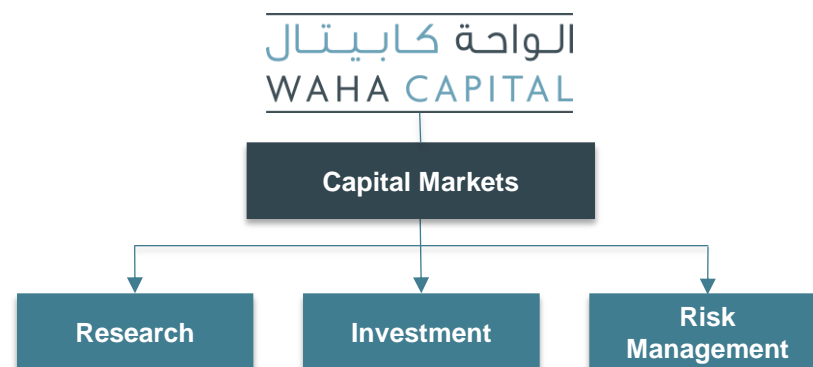 الواحة كابيتال
WAHA CAPITAL
Capital Markets
Research
Investment
Risk
Management